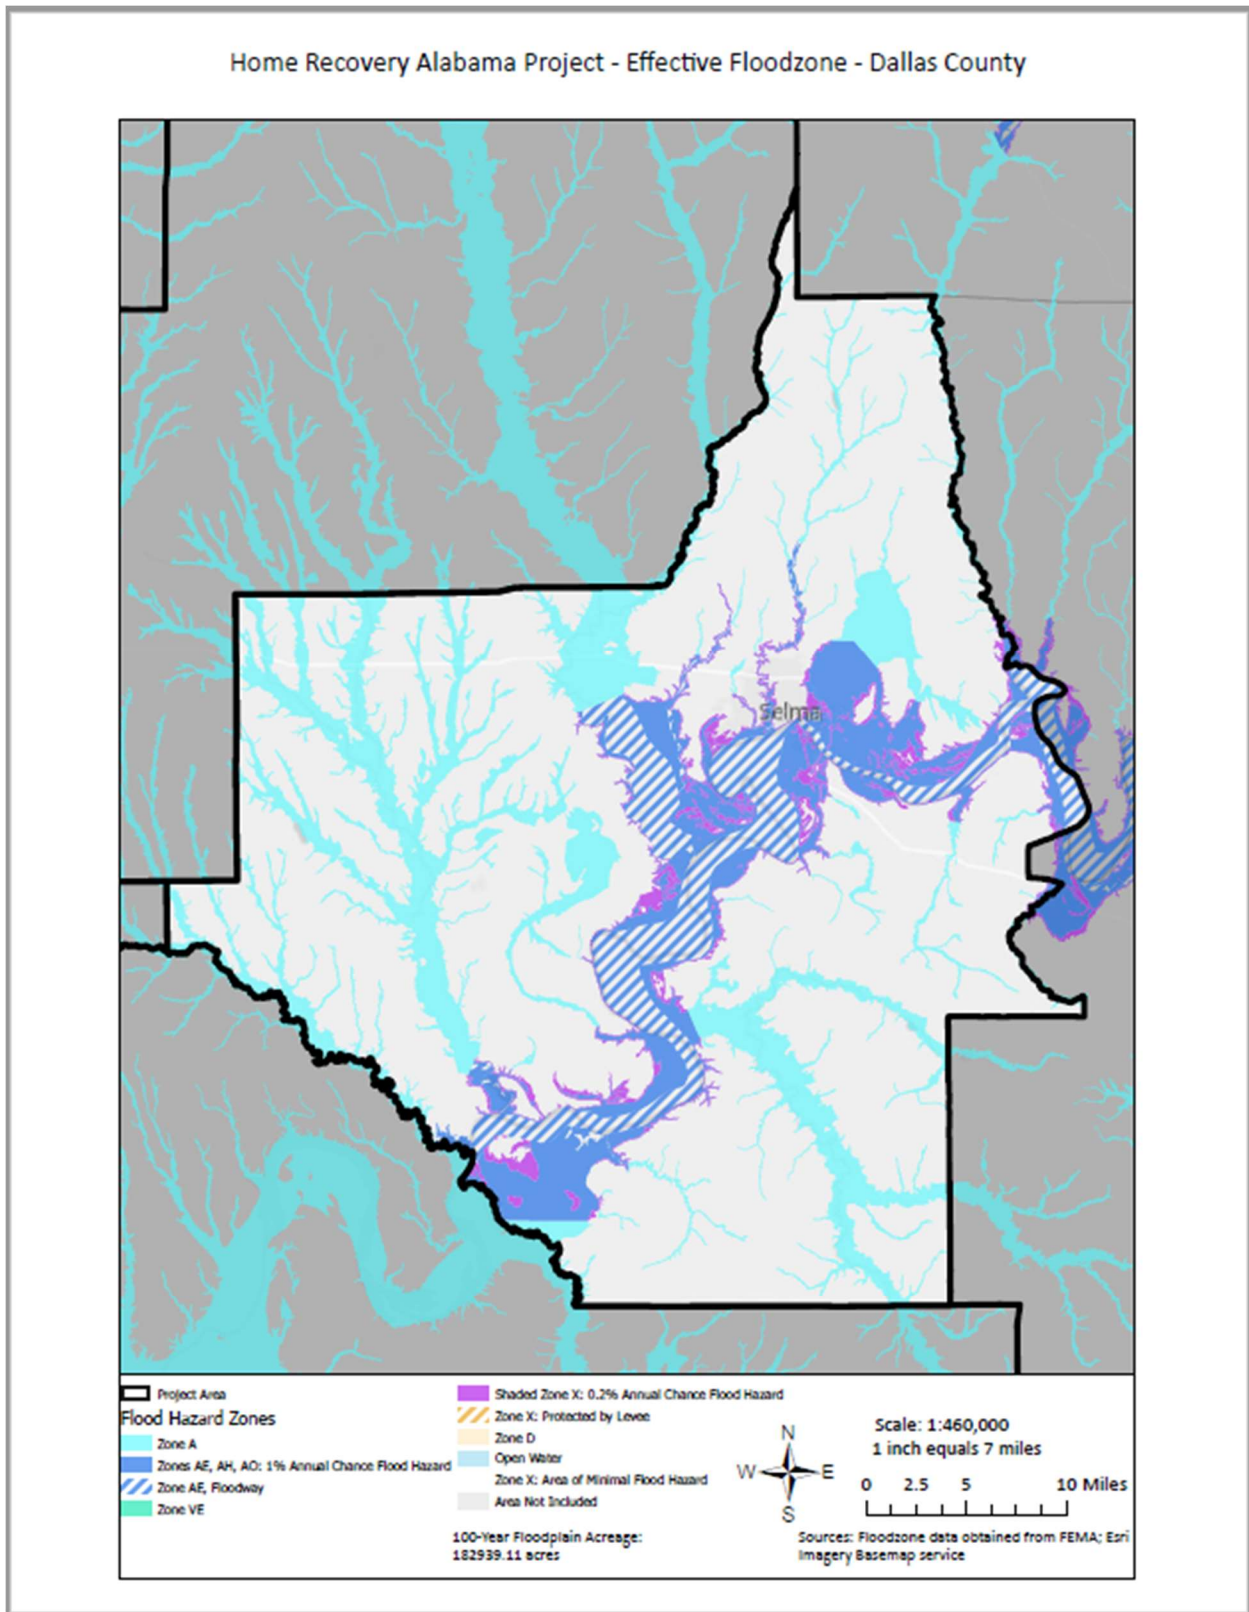 Home Recovery Alabama Project - Effective Floodzone - Dallas County
Selma
Project Area
Flood Hazard Zones
Zone A
Zones AE, AH, AO: 1% Annual Chance Flood Hazard
Zone AE, Floodway
Zone VE
Shaded Zone X: 0.2% Annual Chance Flood Hazard
Zone X: Protected by Levee
Zone D
Open Water
Zone X: Area of Minimal Flood Hazard
Area Not Included
100-Year Floodplain Acreage:
182939.11 acres
N
W E
S
Scale: 1:460,000
1 inch equals 7 miles
0 2.5 5 10 Miles
Sources: Floodzone data obtained from FEMA; Esri
Imagery Basemap service